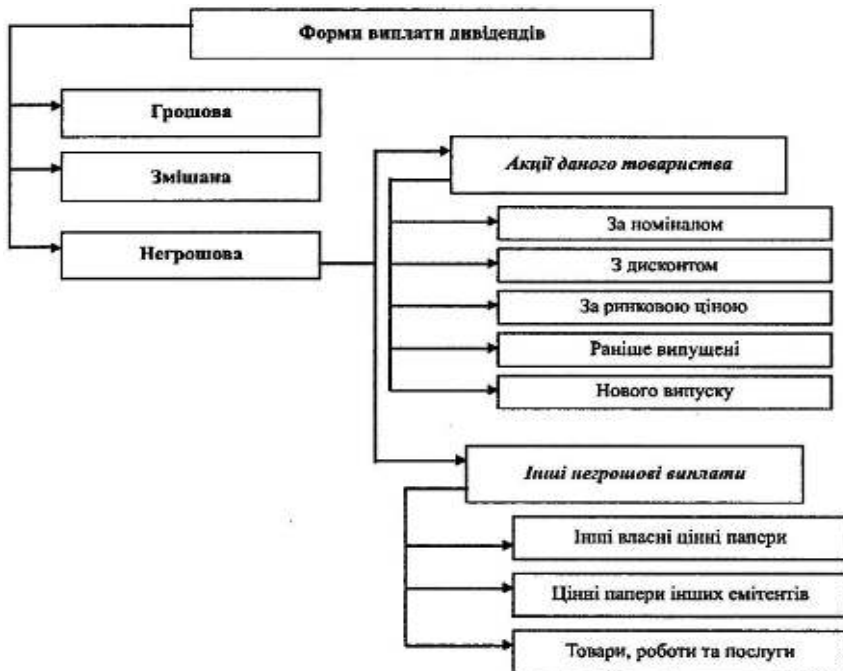 Форми виплати дивідендів
Грошова
Змішана
Негрошова
Акції даного товариства
За номіналом
З дисконтом
За ринковою ціною
Раніше випущені
Нового випуску
Інші негрошові виплати
Інші власні цінні папери
Цінні папери інших емітентів
Товари, роботи та послуги